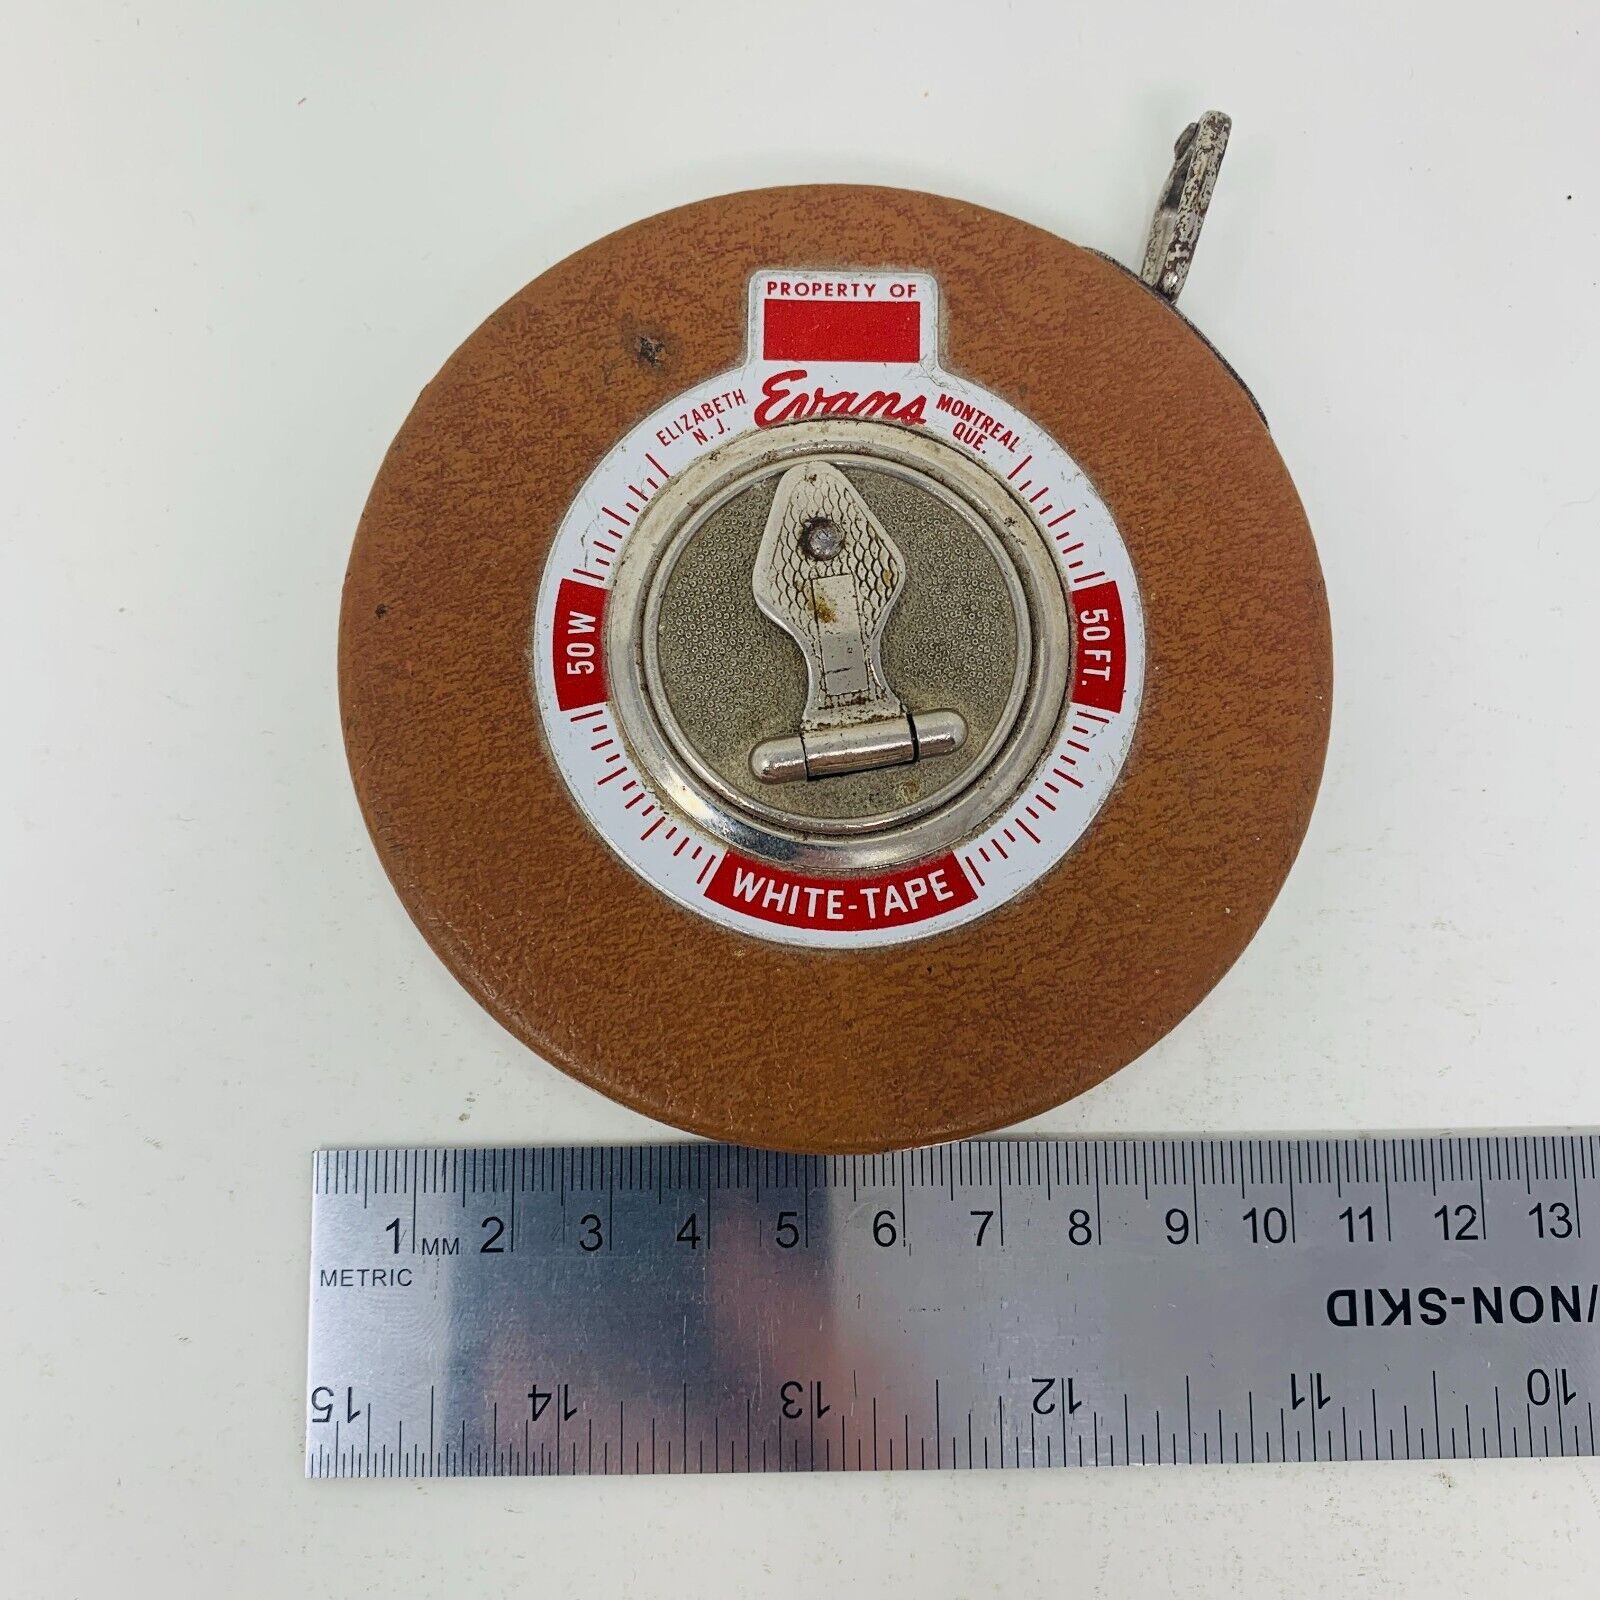 PROPERTY OF
Evans
ELIZABETH
N. J.
MONTREAL
QUE.
50 W
50 FT.
WHITE-TAPE
1 MM 2 3 4 5 6 7 8 9 10 11 12 13
METRIC
/NON-SKID
15 14 13 12 11 10